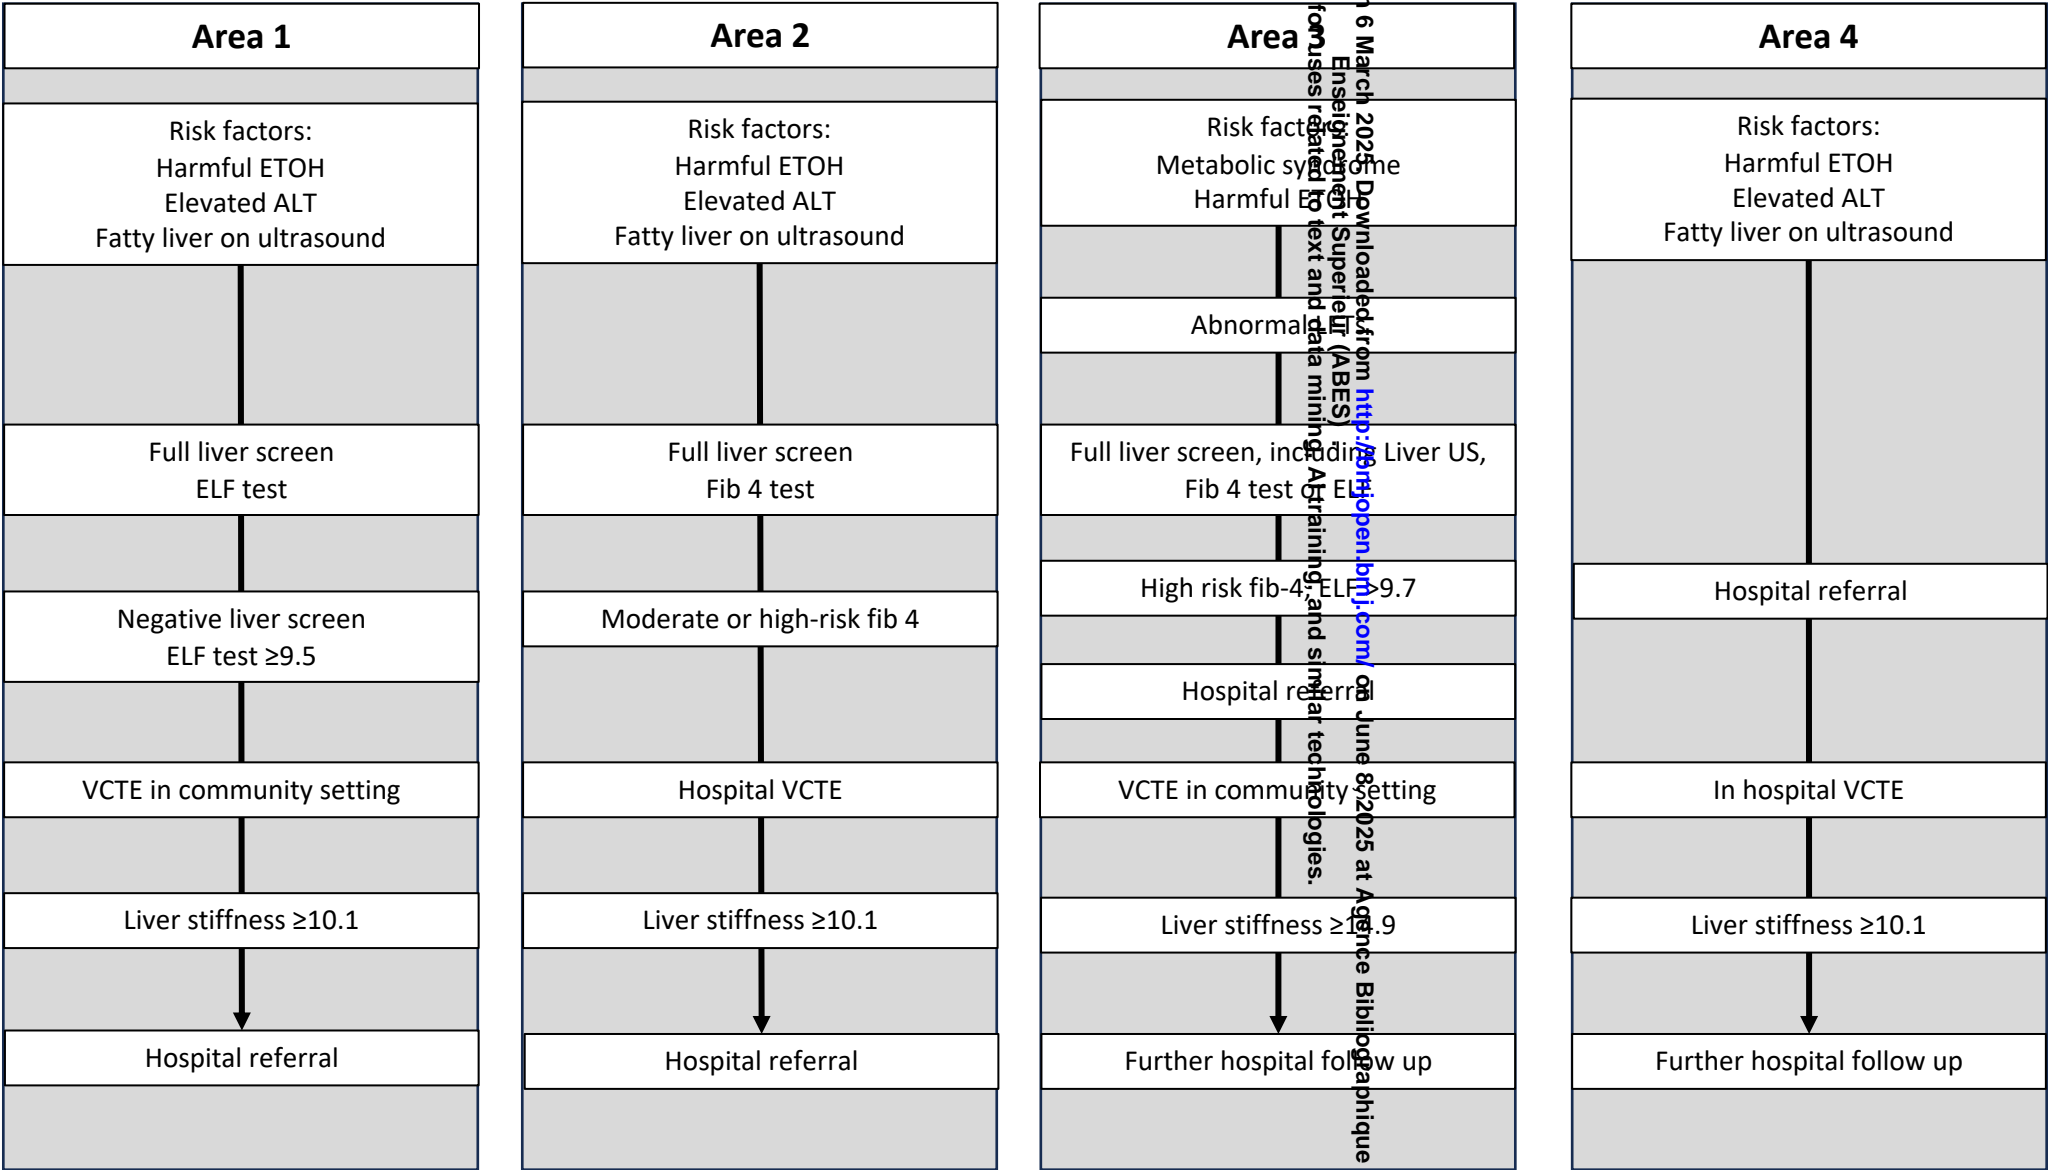 Area 1
Risk factors:
Harmful ETOH
Elevated ALT
Fatty liver on ultrasound
Full liver screen
ELF test
Negative liver screen
ELF test ≥9.5
VCTE in community setting
Liver stiffness ≥10.1
Hospital referral
Area 2
Risk factors:
Harmful ETOH
Elevated ALT
Fatty liver on ultrasound
Full liver screen
Fib 4 test
Moderate or high-risk fib 4
Hospital VCTE
Liver stiffness ≥10.1
Hospital referral
Area 3
Risk factors:
Metabolic syndrome
Harmful ETOH
Abnormal LFTs
Full liver screen, including Liver US,
Fib 4 test or ELF
High risk fib-4, ELF >9.7
Hospital referral
VCTE in community setting
Liver stiffness ≥14.9
Further hospital follow up
Area 4
Risk factors:
Harmful ETOH
Elevated ALT
Fatty liver on ultrasound
Hospital referral
In hospital VCTE
Liver stiffness ≥10.1
Further hospital follow up
6 March 2025. Downloaded from http://bmjopen.bmj.com/ on June 8, 2025 at Agence Bibliographique
Enseignement Superieur (ABES) .
for uses related to text and data mining, AI training, and similar technologies.